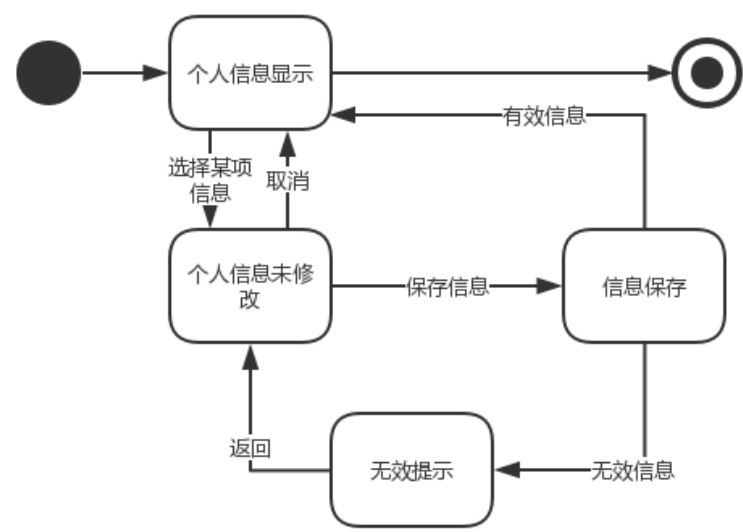 个人信息显示
有效信息
选择某项
信息
取消
个人信息未修
改
保存信息
信息保存
返回
无效提示
无效信息